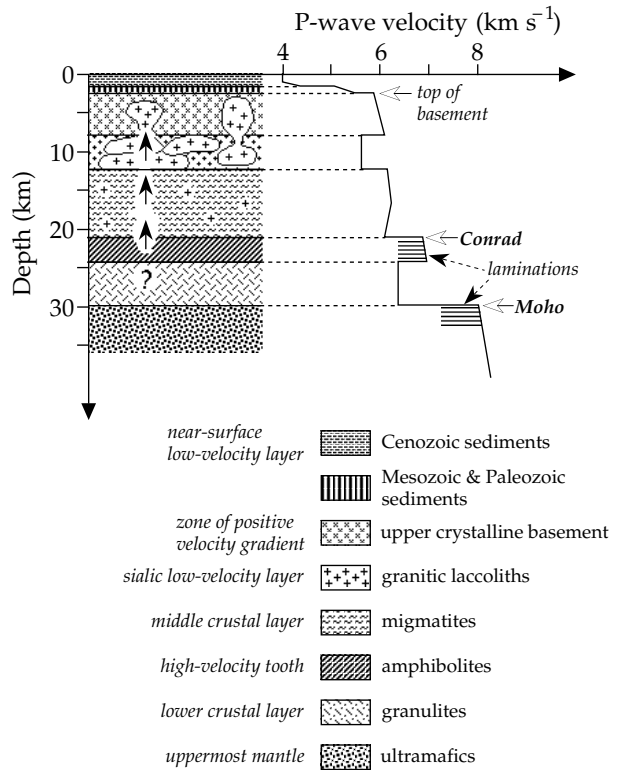 P-wave velocity (km s⁻¹)
4 6 8
0
top of
basement
10
Depth (km)
20
Conrad
laminations
?
30
Moho
near-surface
low-velocity layer
Cenozoic sediments
Mesozoic & Paleozoic
sediments
zone of positive
velocity gradient
upper crystalline basement
sialic low-velocity layer
granitic laccoliths
middle crustal layer
migmatites
high-velocity tooth
amphibolites
lower crustal layer
granulites
uppermost mantle
ultramafics